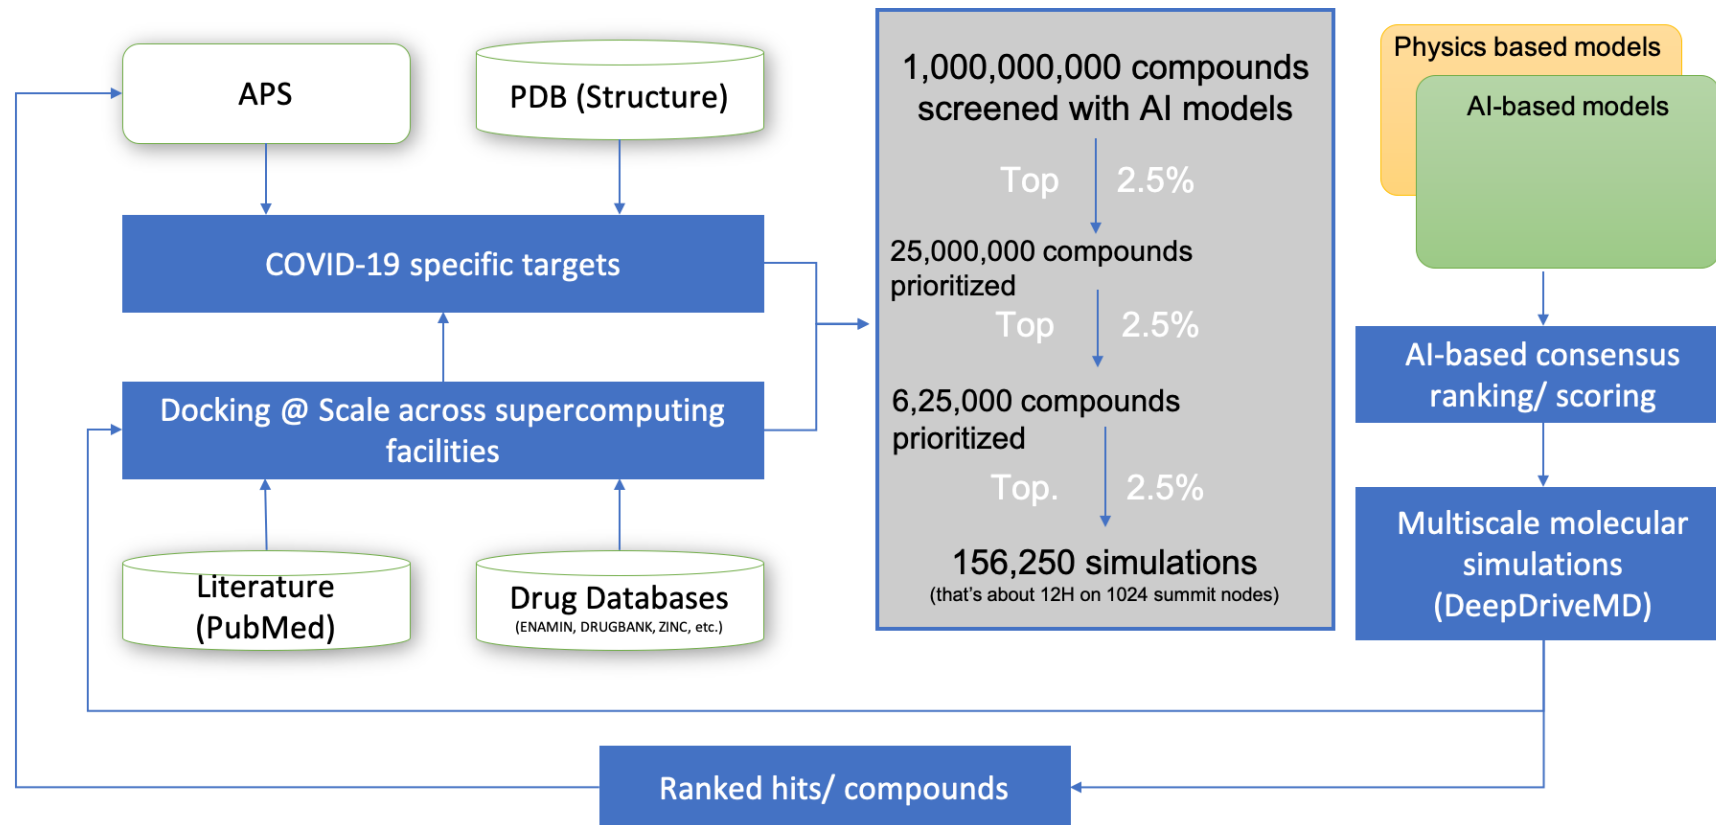 APS
PDB (Structure)
COVID-19 specific targets
Docking @ Scale across supercomputing
facilities
Literature
(PubMed)
Drug Databases
(ENAMIN, DRUGBANK, ZINC, etc.)
1,000,000,000 compounds
screened with AI models
Top 2.5%
25,000,000 compounds
prioritized
Top 2.5%
6,25,000 compounds
prioritized
Top. 2.5%
156,250 simulations
(that's about 12H on 1024 summit nodes)
Physics based models
AI-based models
AI-based consensus
ranking/ scoring
Multiscale molecular
simulations
(DeepDriveMD)
Ranked hits/ compounds